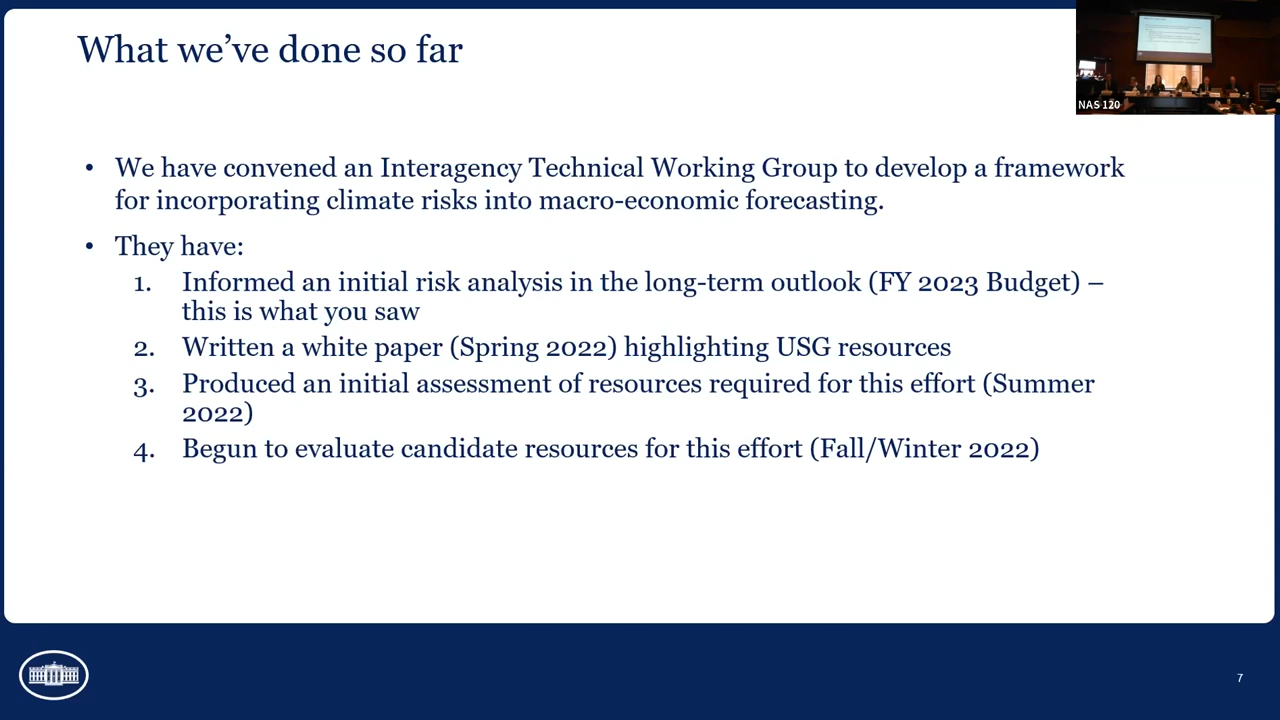 What we’ve done so far
NAS 120
• We have convened an Interagency Technical Working Group to develop a framework
for incorporating climate risks into macro-economic forecasting.
• They have:
1. Informed an initial risk analysis in the long-term outlook (FY 2023 Budget) –
this is what you saw
2. Written a white paper (Spring 2022) highlighting USG resources
3. Produced an initial assessment of resources required for this effort (Summer
2022)
4. Begun to evaluate candidate resources for this effort (Fall/Winter 2022)
7